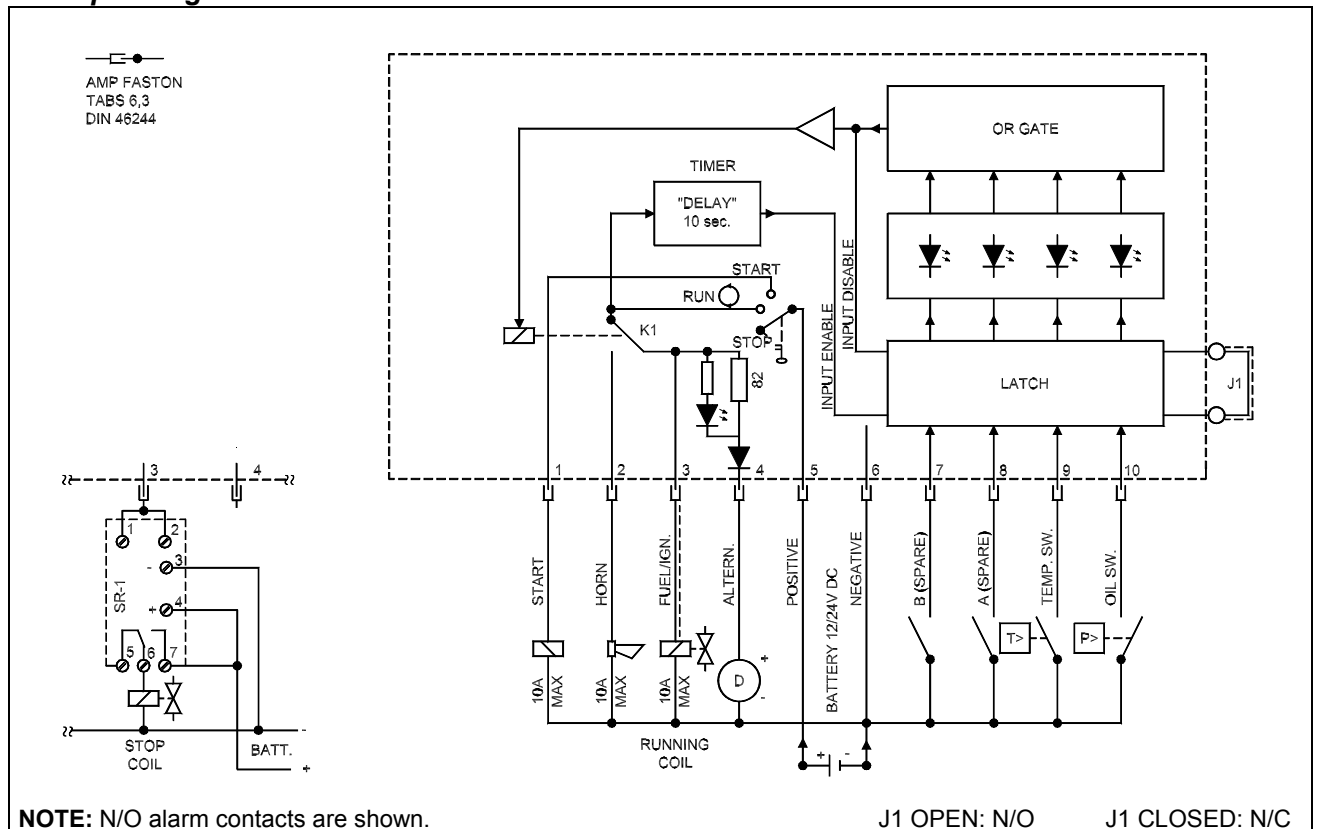 AMP FASTON
TABS 6,3
DIN 46244
OR GATE
TIMER
"DELAY"
10 sec.
START
RUN
STOP
K1
82
INPUT ENABLE
INPUT DISABLE
LATCH
J1
1
2
3
4
5
6
7
8
9
10
START
HORN
FUEL/IGN.
ALTERN.
POSITIVE
BATTERY 12/24V DC
NEGATIVE
B (SPARE)
A (SPARE)
TEMP. SW.
OIL SW.
T>
P>
10A
MAX
10A
MAX
10A
MAX
D
+
-
RUNNING
COIL
+
-
3
4
1
2
- 3
+ 4
SR-1
5
6
7
STOP
COIL
BATT.
-
+
NOTE: N/O alarm contacts are shown.
J1 OPEN: N/O
J1 CLOSED: N/C